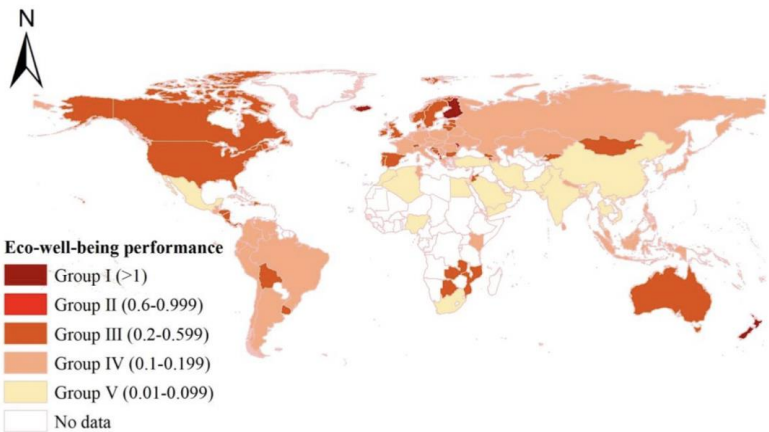 N
Eco-well-being performance
Group I (>1)
Group II (0.6-0.999)
Group III (0.2-0.599)
Group IV (0.1-0.199)
Group V (0.01-0.099)
No data